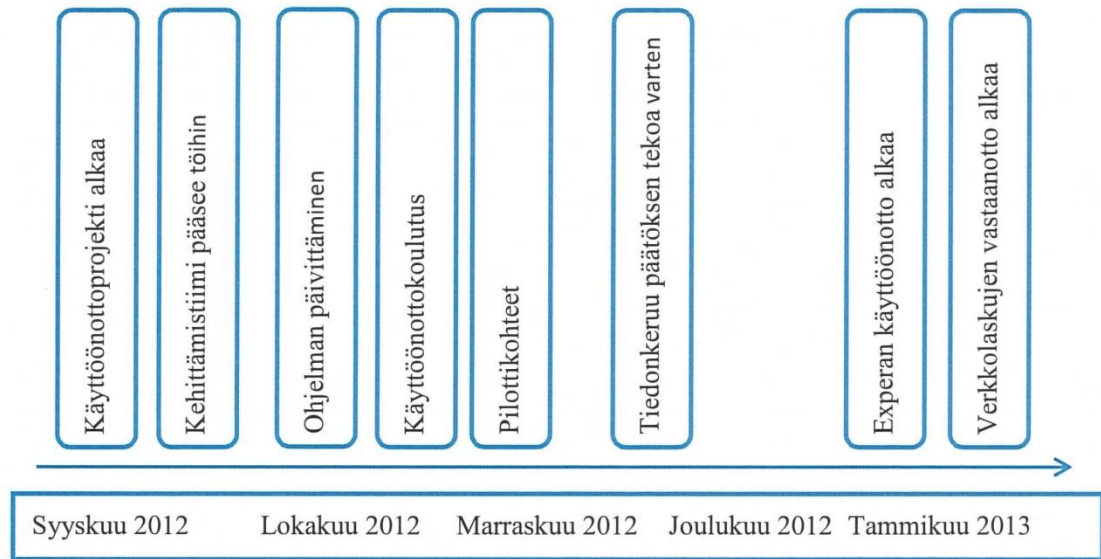 Käyttöönottoprojekti alkaa
Kehittämistiimi pääsee töihin
Ohjelman päivittäminen
Käyttöönottokoulutus
Pilottikohteet
Tiedonkeruu päätöksen tekoa varten
Experan käyttöönotto alkaa
Verkkolaskujen vastaanotto alkaa
Syyskuu 2012 Lokakuu 2012 Marraskuu 2012 Joulukuu 2012 Tammikuu 2013